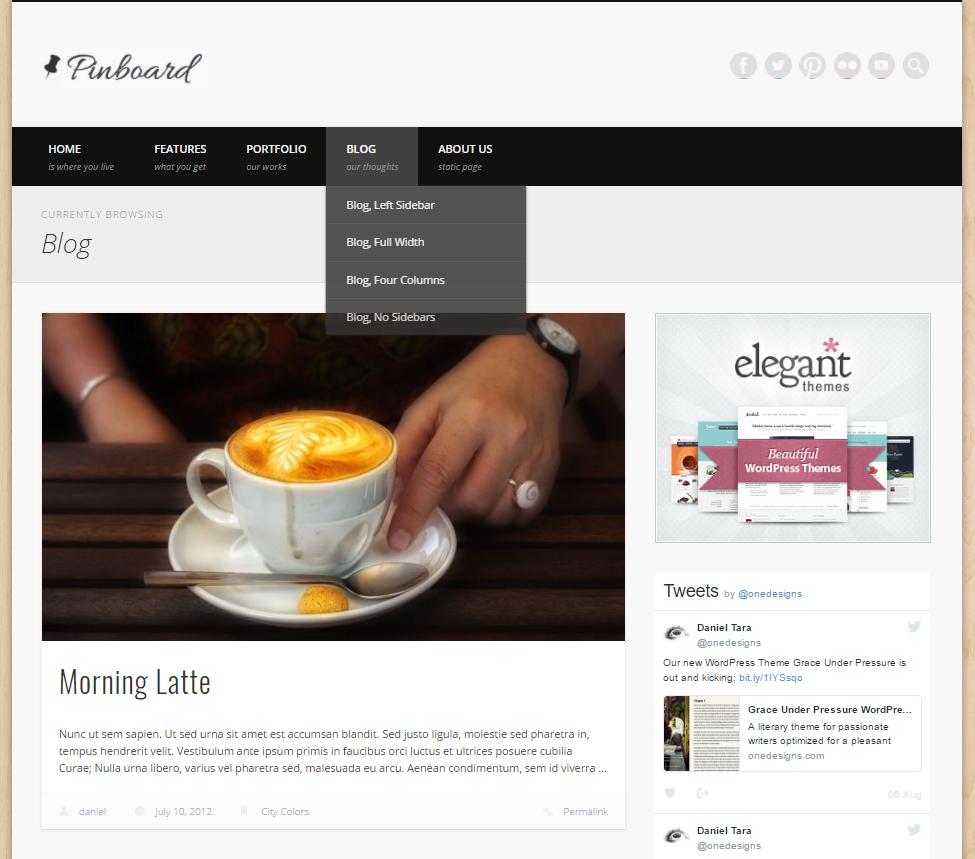 Pinboard
HOME
is where you live
FEATURES
what you get
PORTFOLIO
our works
BLOG
our thoughts
ABOUT US
static page
Blog, Left Sidebar
Blog, Full Width
Blog, Four Columns
Blog, No Sidebars
CURRENTLY BROWSING
Blog
Morning Latte
Nunc ut sem sapien. Ut sed urna sit amet est accumsan blandit. Sed justo ligula, molestie sed pharetra in,
tempus hendrerit velit. Vestibulum ante ipsum primis in faucibus orci luctus et ultrices posuere cubilia
Curae; Nulla urna libero, varius vel pharetra sed, malesuada eu arcu. Aenean condimentum, sem id viverra ...
daniel
July 10, 2012
City Colors
Permalink
elegant
themes
Beautiful
WordPress Themes
Tweets by @onedesigns
Daniel Tara
@onedesigns
Our new WordPress Theme Grace Under Pressure is
out and kicking: bit.ly/1IYSsqo
Grace Under Pressure WordPre...
A literary theme for passionate
writers optimized for a pleasant
onedesigns.com
06 Aug
Daniel Tara
@onedesigns